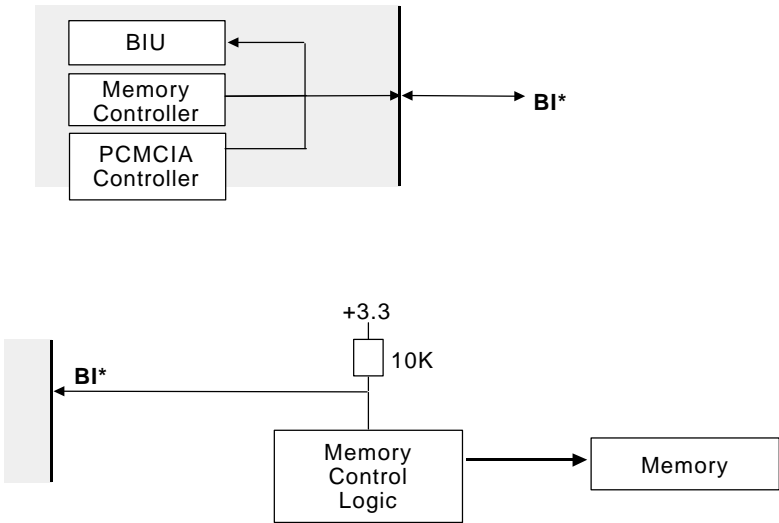 BIU
Memory
Controller
BI*
PCMCIA
Controller
+3.3
10K
BI*
Memory
Control
Logic
Memory